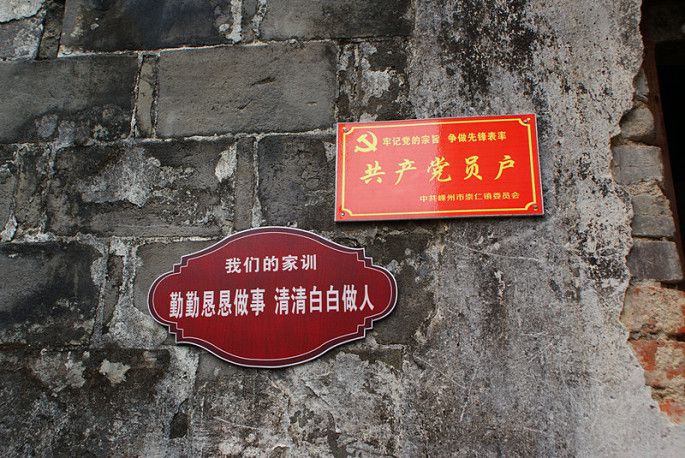 牢记党的宗旨 争做先锋表率
共产党员户
中共嵊州市崇仁镇委员会
我们的家训
勤勤恳恳做事 清清白白做人